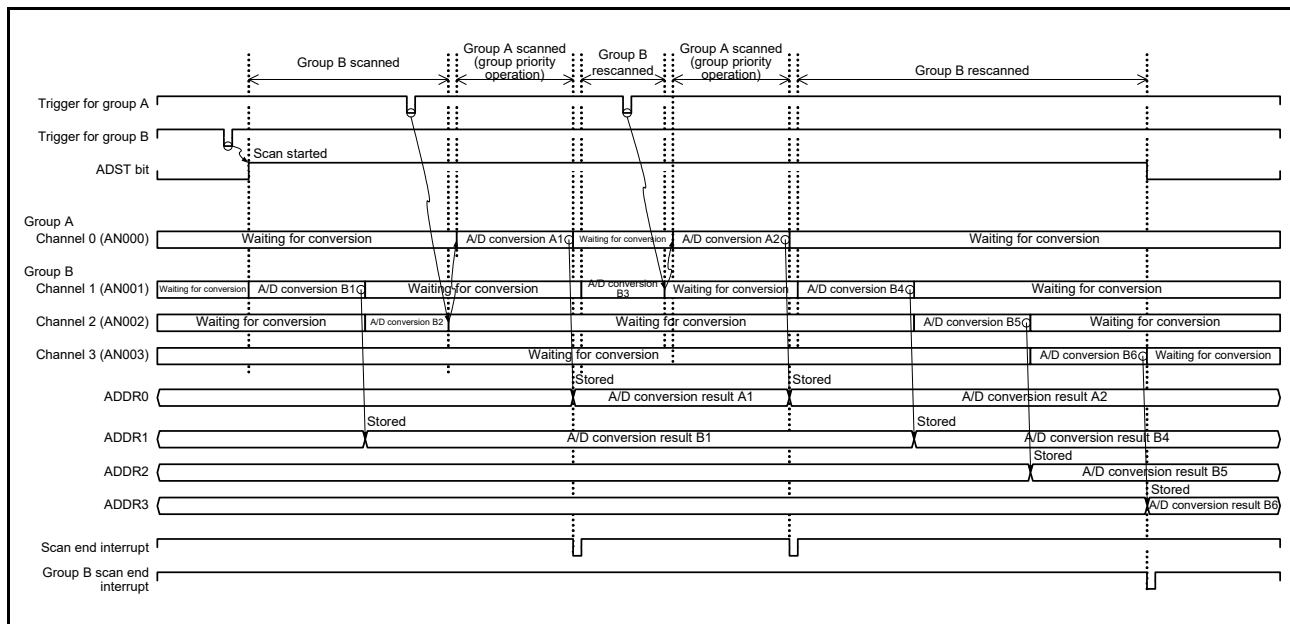 Group B scanned
Group A scanned
(group priority
operation)
Group B
rescanned
Group A scanned
(group priority
operation)
Group B rescanned
Trigger for group A
Trigger for group B
Scan started
ADST bit
Group A
Channel 0 (AN000)
Waiting for conversion
A/D conversion A1
Waiting for conversion
A/D conversion A2
Waiting for conversion
Group B
Channel 1 (AN001)
Waiting for conversion
A/D conversion B1
Waiting for conversion
A/D conversion
B3
Waiting for conversion
A/D conversion B4
Waiting for conversion
Channel 2 (AN002)
Waiting for conversion
A/D conversion B2
Waiting for conversion
A/D conversion B5
Waiting for conversion
Channel 3 (AN003)
Waiting for conversion
A/D conversion B6
Waiting for conversion
Stored
Stored
ADDR0
A/D conversion result A1
A/D conversion result A2
Stored
Stored
ADDR1
A/D conversion result B1
A/D conversion result B4
Stored
ADDR2
A/D conversion result B5
Stored
ADDR3
A/D conversion result B6
Scan end interrupt
Group B scan end
interrupt